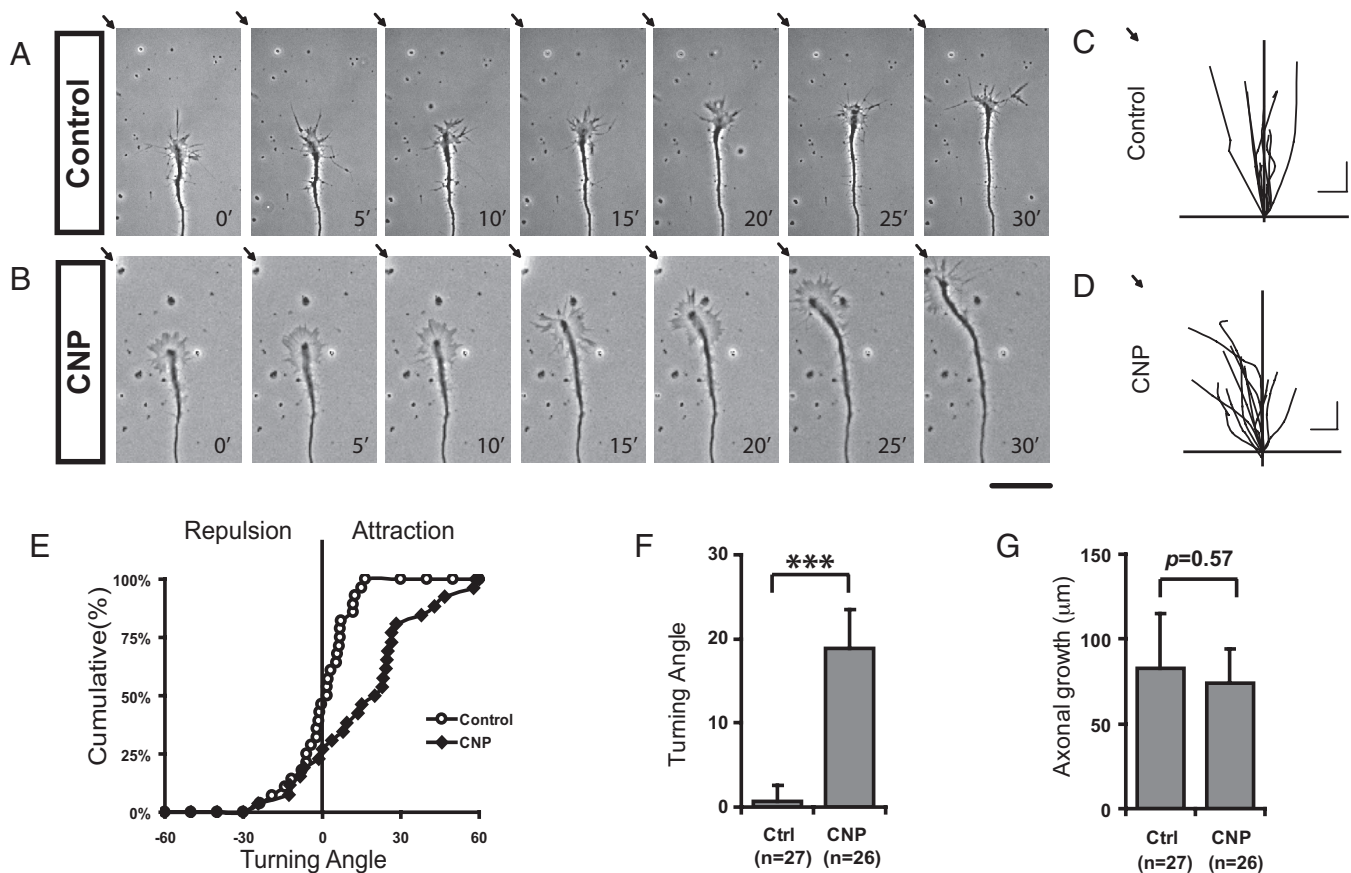 A
Control
0′ 5′ 10′ 15′ 20′ 25′ 30′
B
CNP
0′ 5′ 10′ 15′ 20′ 25′ 30′
C
Control
D
CNP
E
Repulsion Attraction
Cumulative(%)
100%
75%
50%
25%
0%
-60 -30 0 30 60
Turning Angle
Control
CNP
F
Turning Angle
30
20
10
0
***
Ctrl CNP
(n=27) (n=26)
G
Axonal growth (μm)
150
100
50
0
p=0.57
Ctrl CNP
(n=27) (n=26)